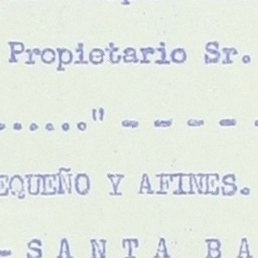 Propietario Sr.
......" - - - -
EQUEÑO Y AFINES.
-SANTA BA